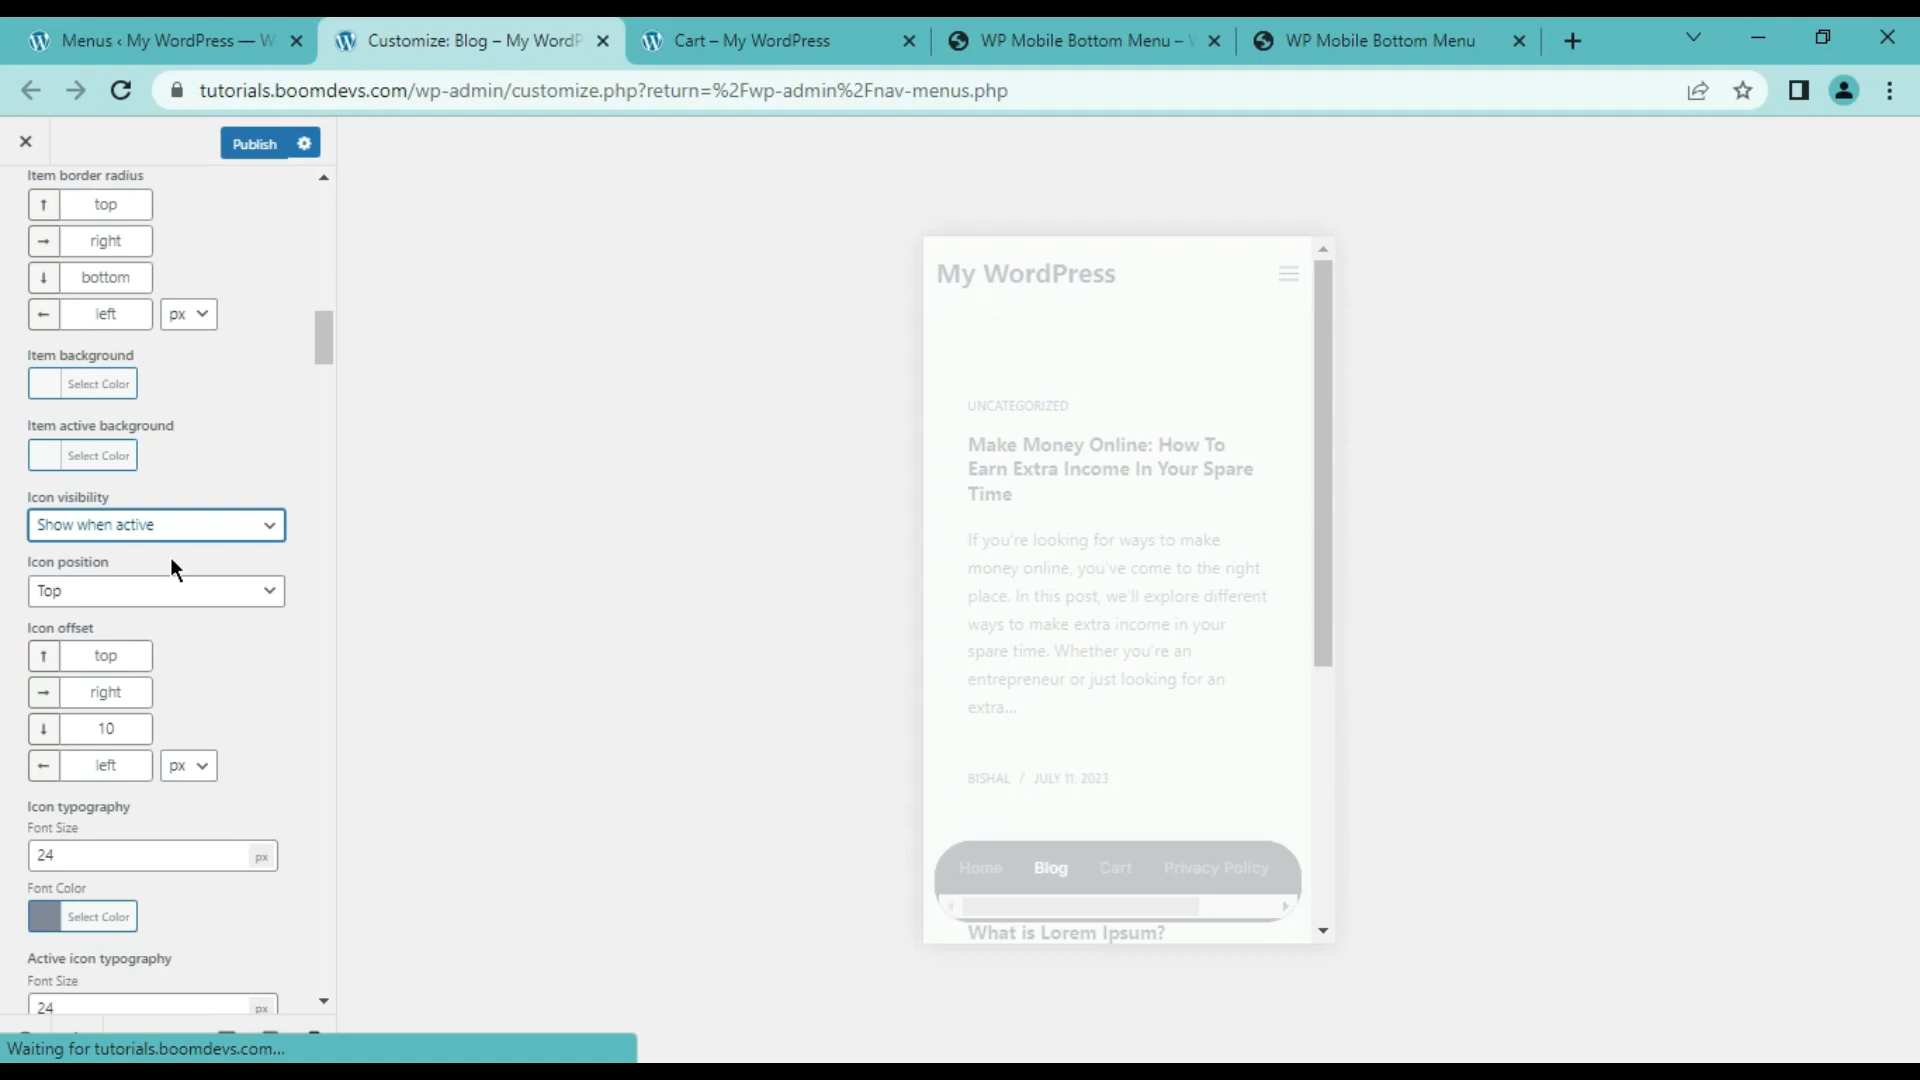 Menus ‹ My WordPress — W
Customize: Blog – My WordP
Cart – My WordPress
WP Mobile Bottom Menu –
WP Mobile Bottom Menu
tutorials.boomdevs.com/wp-admin/customize.php?return=%2Fwp-admin%2Fnav-menus.php
Publish
Item border radius
top
right
bottom
left
px
Item background
Select Color
Item active background
Select Color
Icon visibility
Show when active
Icon position
Top
Icon offset
top
right
10
left
px
Icon typography
Font Size
24
px
Font Color
Select Color
Active icon typography
Font Size
24
px
Waiting for tutorials.boomdevs.com...
My WordPress
UNCATEGORIZED
Make Money Online: How To
Earn Extra Income In Your Spare
Time
If you're looking for ways to make
money online, you've come to the right
place. In this post, we'll explore different
ways to make extra income in your
spare time. Whether you're an
entrepreneur or just looking for an
extra...
BISHAL / JULY 11, 2023
Home Blog Cart Privacy Policy
What is Lorem Ipsum?